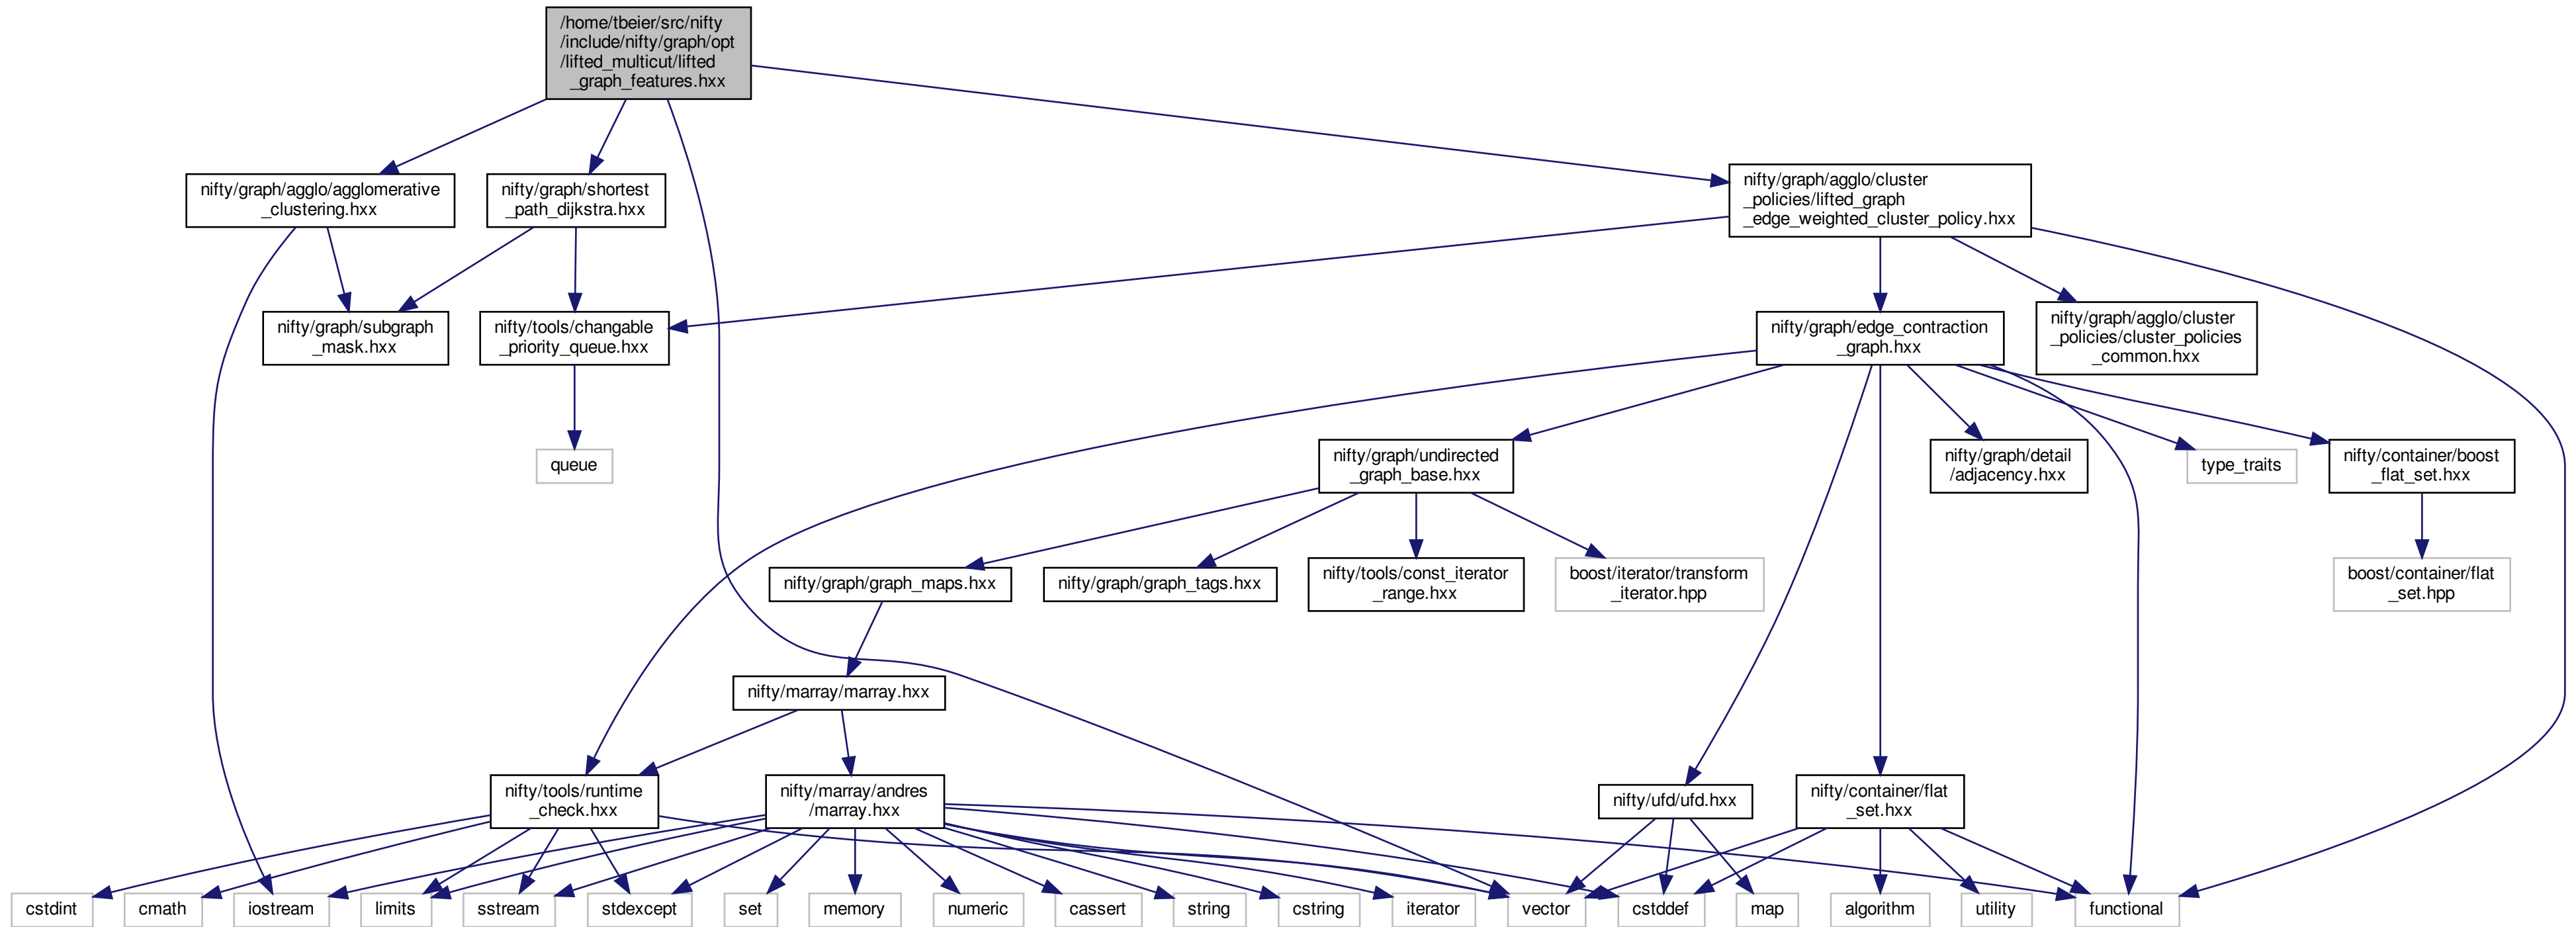 /home/tbeier/src/nifty
/include/nifty/graph/opt
/lifted_multicut/lifted
_graph_features.hxx
nifty/graph/agglo/agglomerative
_clustering.hxx
nifty/graph/shortest
_path_dijkstra.hxx
nifty/graph/agglo/cluster
_policies/lifted_graph
_edge_weighted_cluster_policy.hxx
nifty/graph/subgraph
_mask.hxx
nifty/tools/changable
_priority_queue.hxx
nifty/graph/edge_contraction
_graph.hxx
nifty/graph/agglo/cluster
_policies/cluster_policies
_common.hxx
queue
nifty/graph/undirected
_graph_base.hxx
nifty/graph/detail
/adjacency.hxx
type_traits
nifty/container/boost
_flat_set.hxx
nifty/graph/graph_maps.hxx
nifty/graph/graph_tags.hxx
nifty/tools/const_iterator
_range.hxx
boost/iterator/transform
_iterator.hpp
boost/container/flat
_set.hpp
nifty/marray/marray.hxx
nifty/tools/runtime
_check.hxx
nifty/marray/andres
/marray.hxx
nifty/ufd/ufd.hxx
nifty/container/flat
_set.hxx
cstdint
cmath
iostream
limits
sstream
stdexcept
set
memory
numeric
cassert
string
cstring
iterator
vector
cstddef
map
algorithm
utility
functional